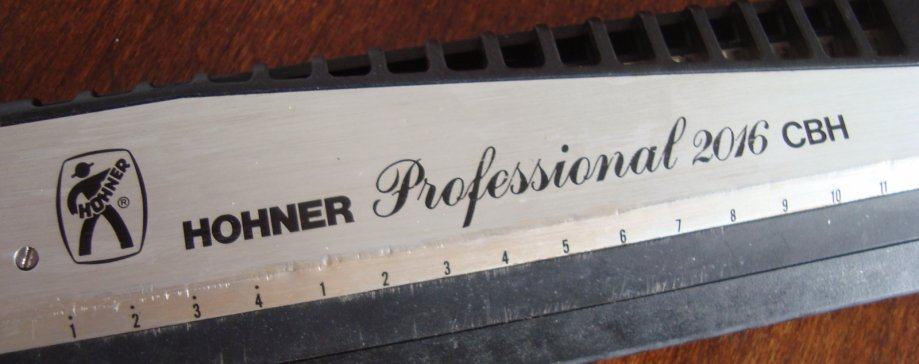 HOHNER ®
HOHNER Professional 2016 CBH
1 2 3 4 1 2 3 4 5 6 7 8 9 10 11